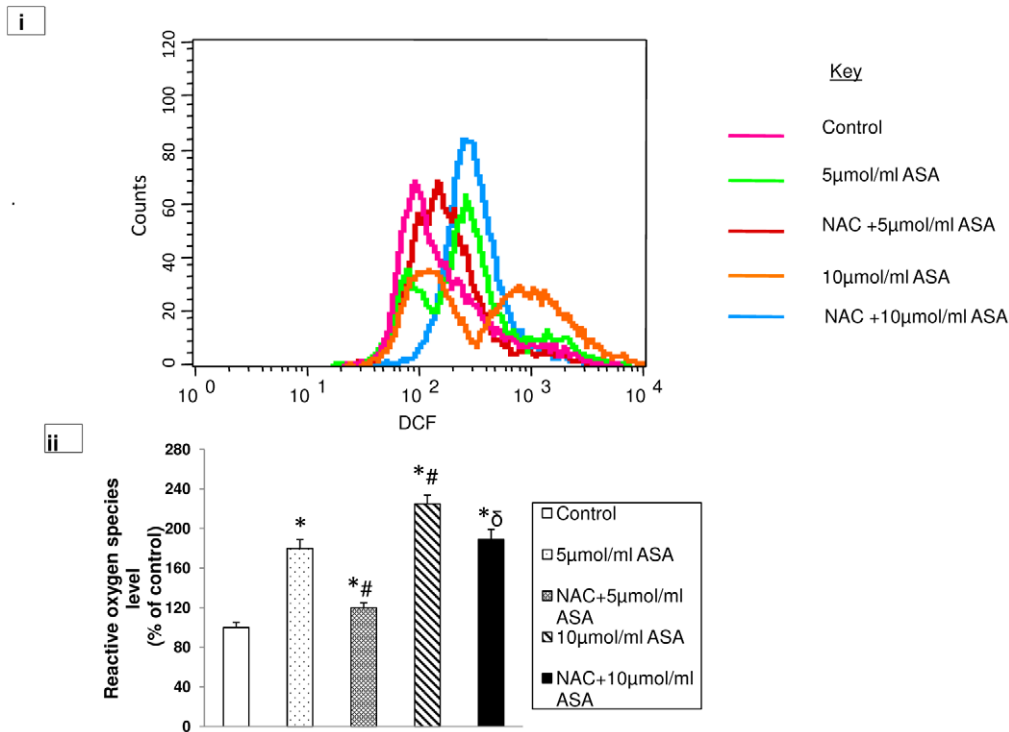 i
120
100
80
60
40
20
0
Counts
10^0 10^1 10^2 10^3 10^4
DCF
Key
Control
5µmol/ml ASA
NAC +5µmol/ml ASA
10µmol/ml ASA
NAC +10µmol/ml ASA
ii
Reactive oxygen species
level
(% of control)
280
240
200
160
120
80
40
0
*
*#
*#
*δ
Control
5µmol/ml ASA
NAC+5µmol/ml
ASA
10µmol/ml ASA
NAC+10µmol/ml
ASA